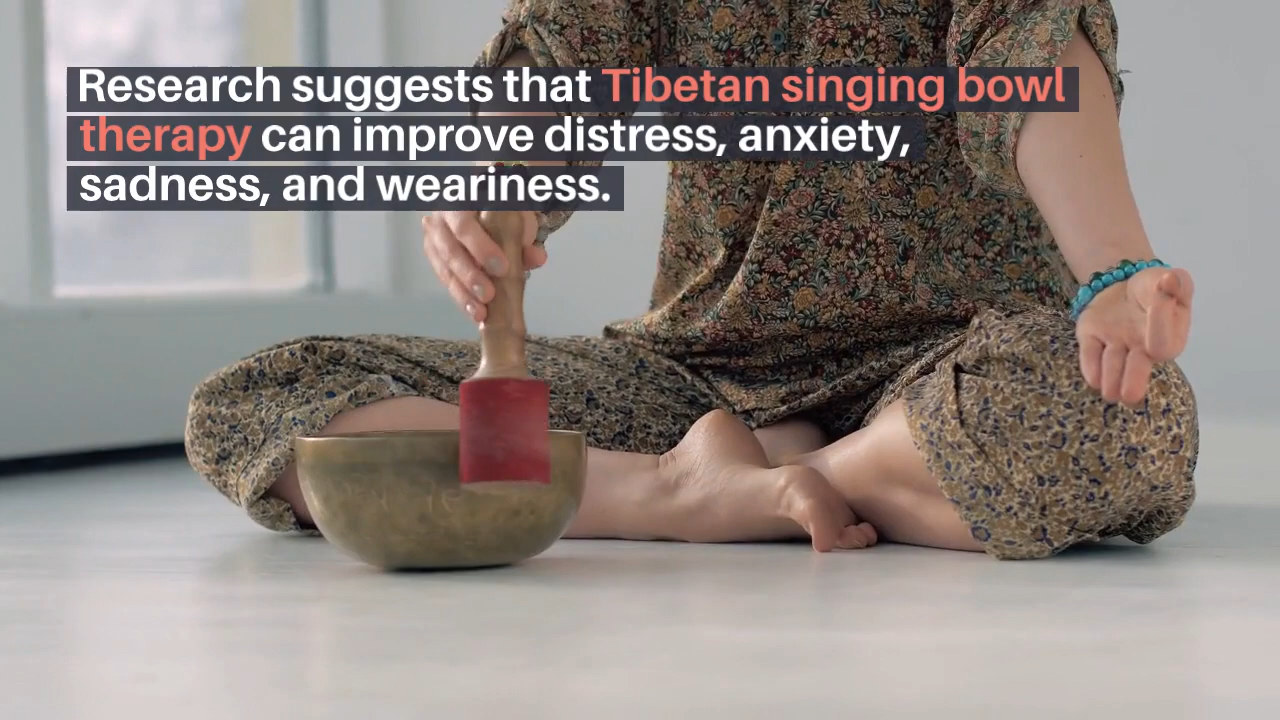 Research suggests that Tibetan singing bowl
therapy can improve distress, anxiety,
sadness, and weariness.